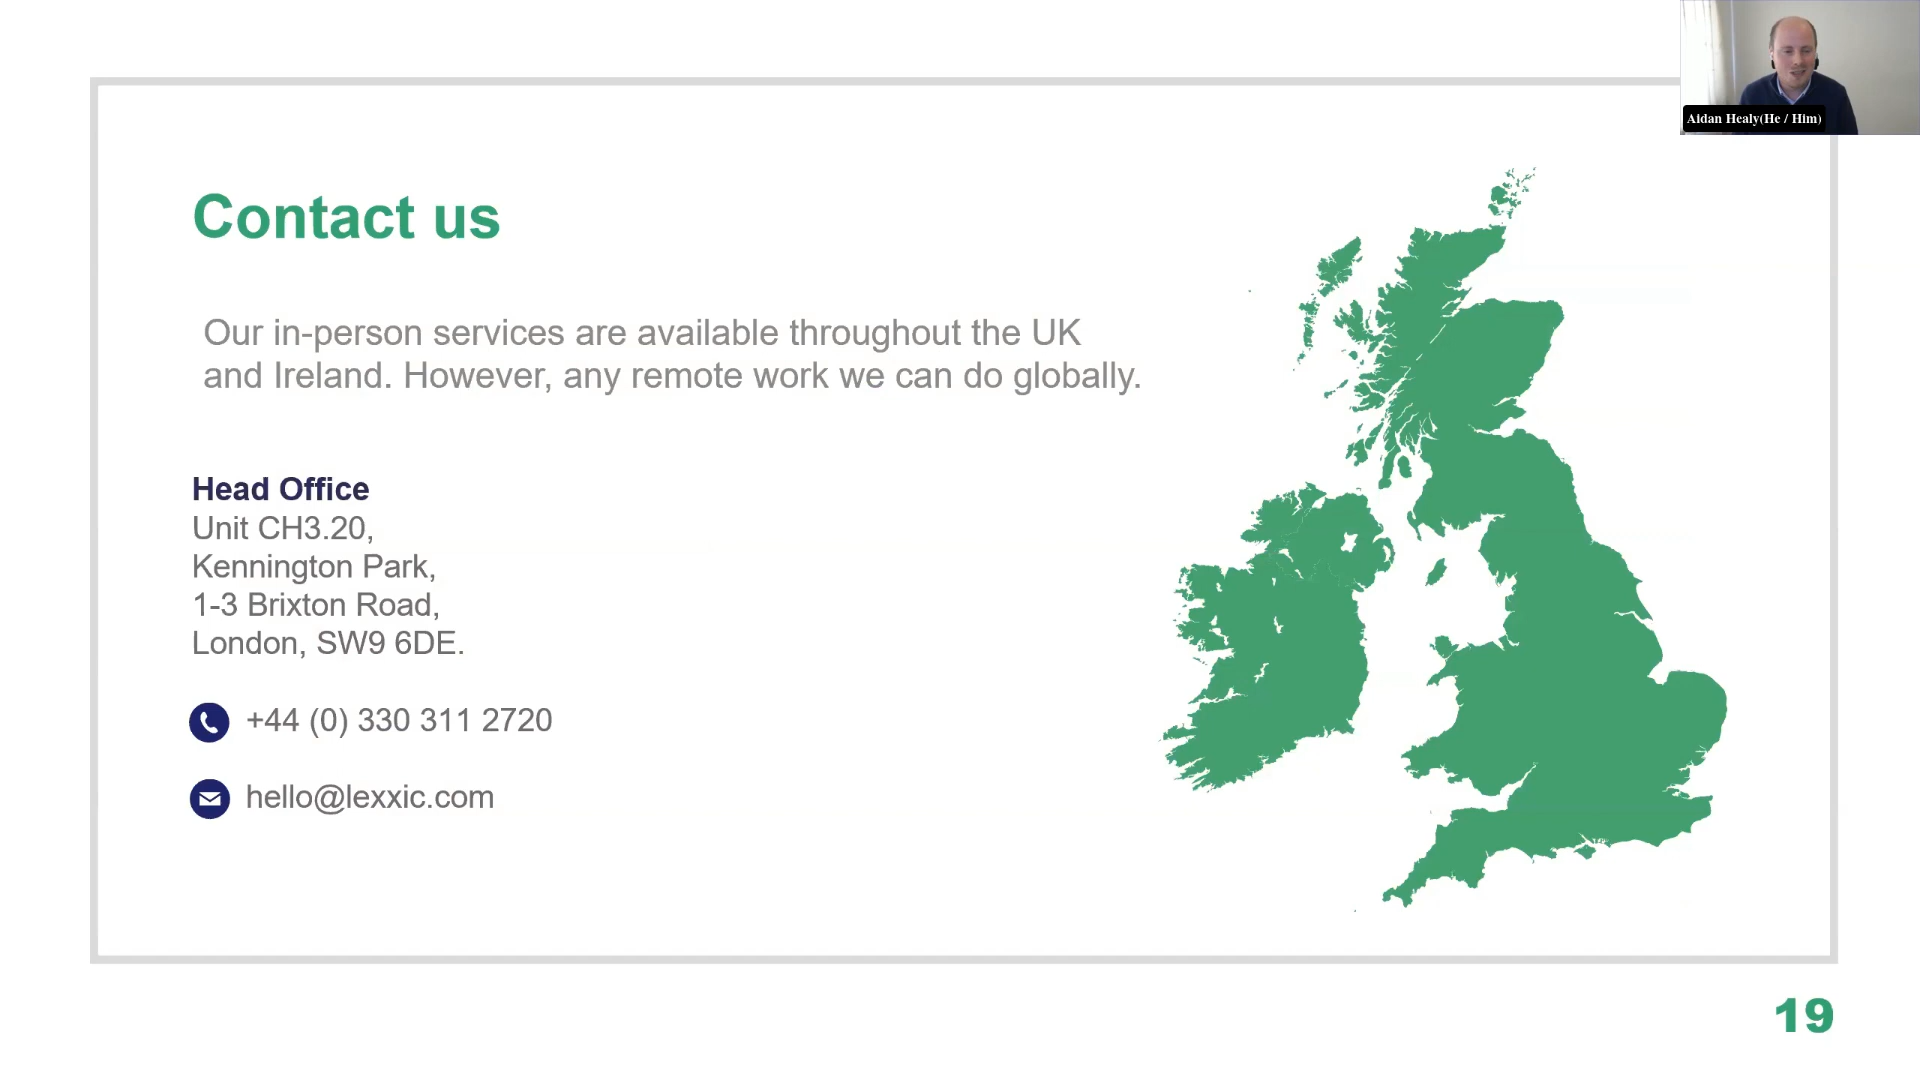 Aidan Healy(He / Him)
Contact us
Our in-person services are available throughout the UK
and Ireland. However, any remote work we can do globally.
Head Office
Unit CH3.20,
Kennington Park,
1-3 Brixton Road,
London, SW9 6DE.
+44 (0) 330 311 2720
hello@lexxic.com
19